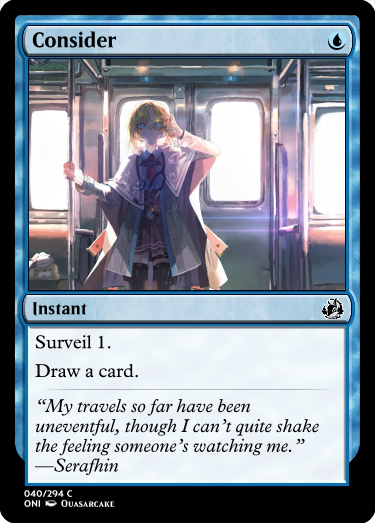 Consider
Instant
Surveil 1.
Draw a card.
“My travels so far have been
uneventful, though I can’t quite shake
the feeling someone’s watching me.”
—Serafhin
040/294 C
ONI Quasarcake